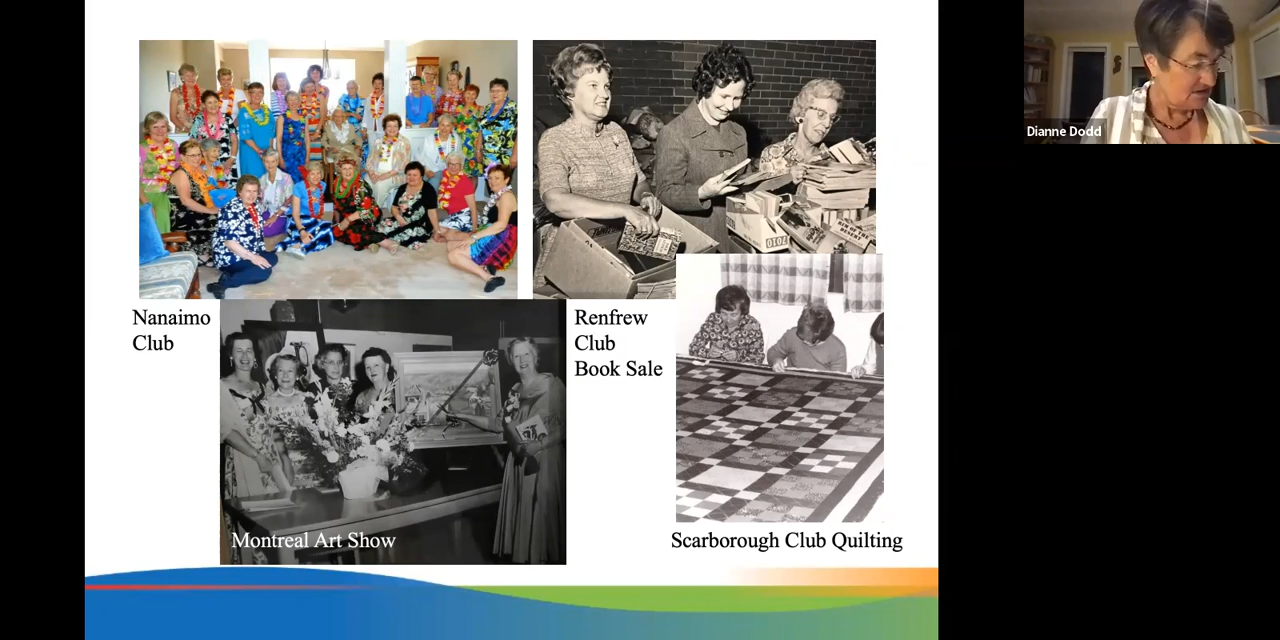 Dianne Dodd
Nanaimo
Club
Renfrew
Club
Book Sale
Montreal Art Show
Scarborough Club Quilting